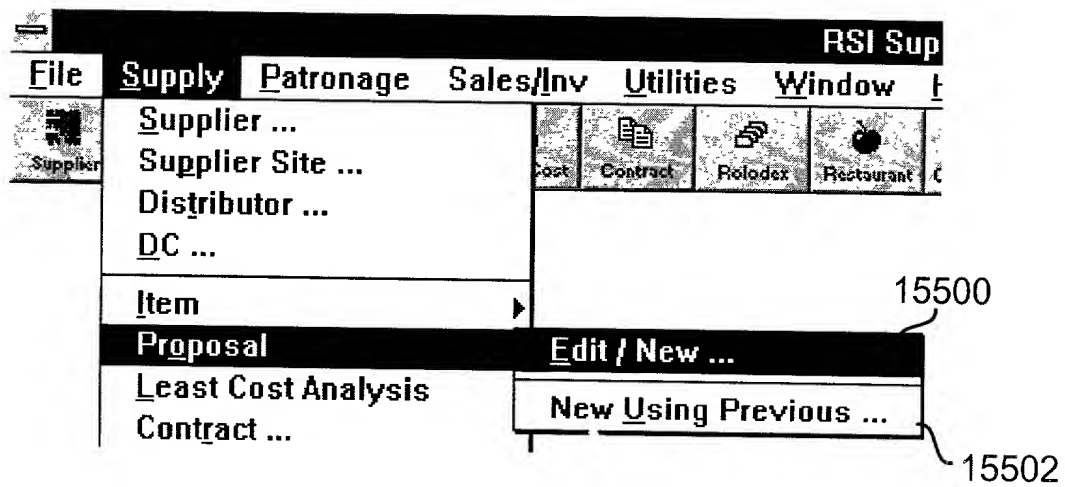 RSI Sup
File Supply Patronage Sales/Inv Utilities Window H
Supplier ...
Supplier Site ...
Distributor ...
DC ...
Supplier Cost Contract Rolodex Restaurant
Item
Proposal
Least Cost Analysis
Contract ...
Edit / New ...
New Using Previous ...
15500
15502